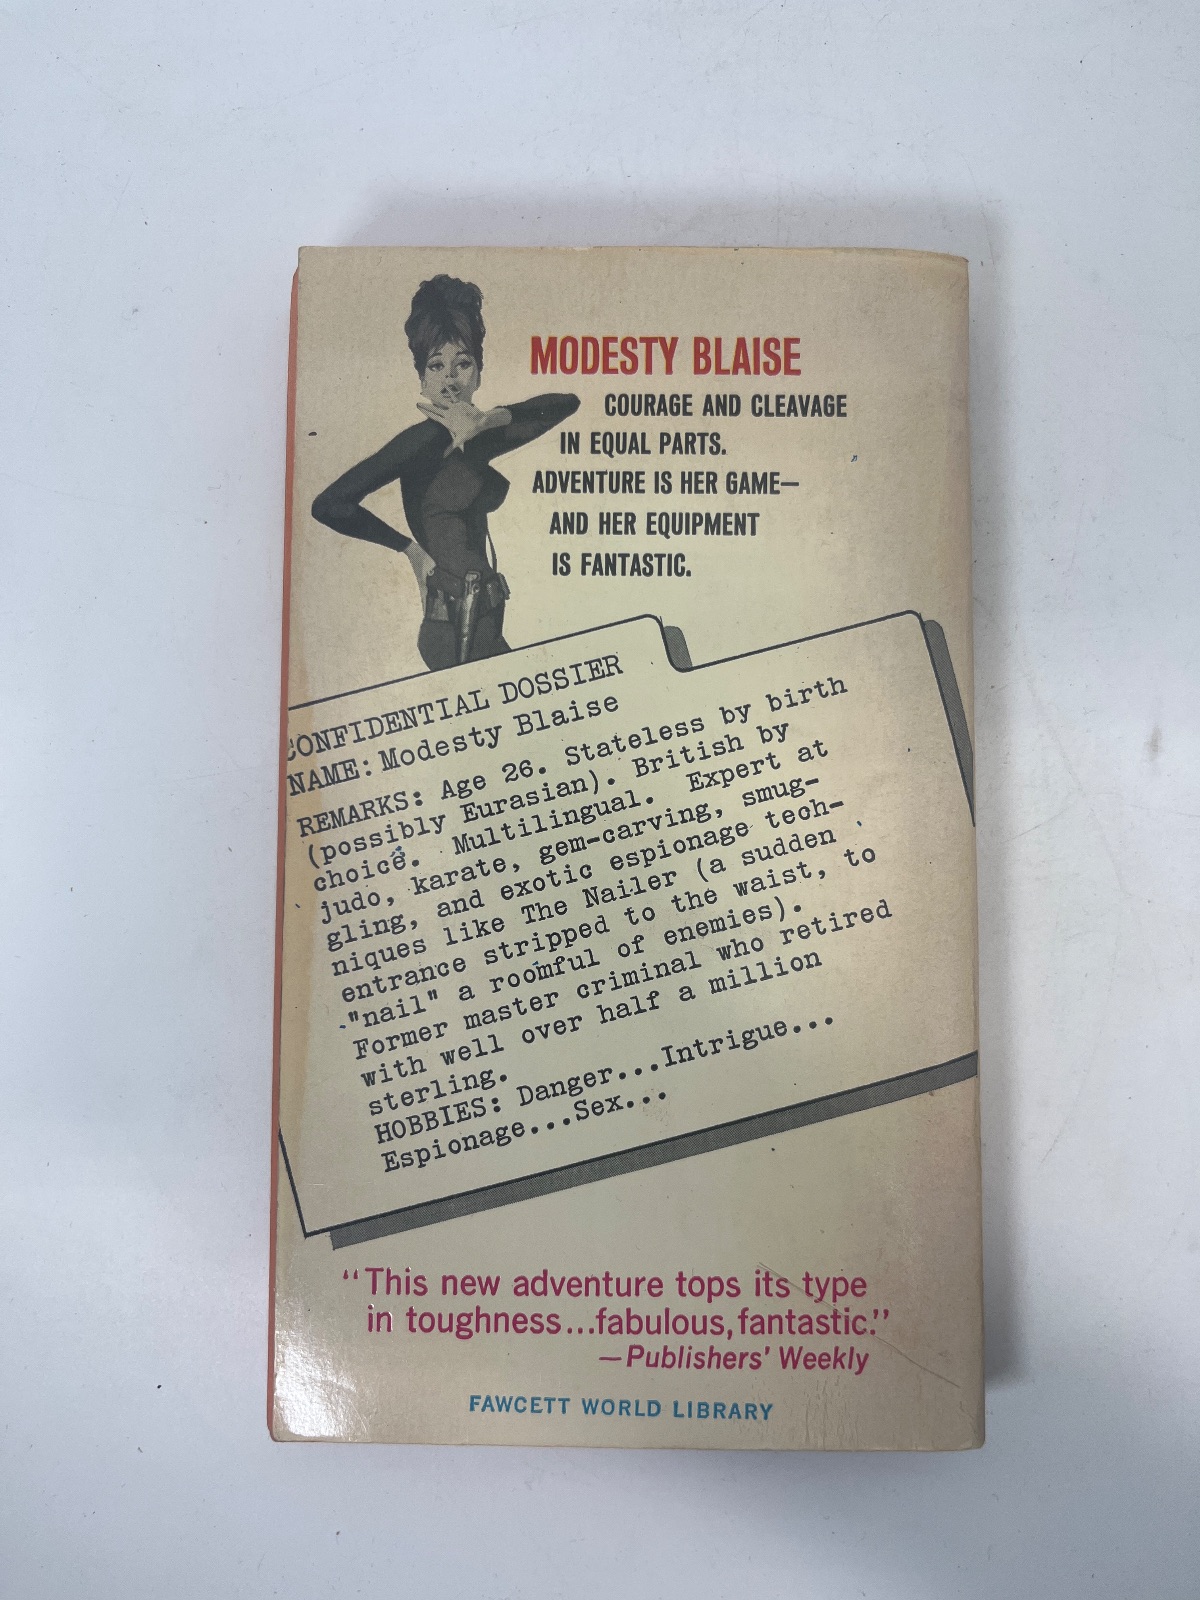 MODESTY BLAISE
COURAGE AND CLEAVAGE
IN EQUAL PARTS.
ADVENTURE IS HER GAME—
AND HER EQUIPMENT
IS FANTASTIC.
CONFIDENTIAL DOSSIER
NAME: Modesty Blaise
REMARKS: Age 26. Stateless by birth
(possibly Eurasian). British by
choice. Multilingual. Expert at
judo, karate, gem-carving, smug-
gling, and exotic espionage tech-
niques like The Nailer (a sudden
entrance stripped to the waist, to
"nail" a roomful of enemies).
Former master criminal who retired
with well over half a million
sterling.
HOBBIES: Danger...Intrigue...
Espionage...Sex...
“This new adventure tops its type
in toughness...fabulous, fantastic.”
—Publishers' Weekly
FAWCETT WORLD LIBRARY